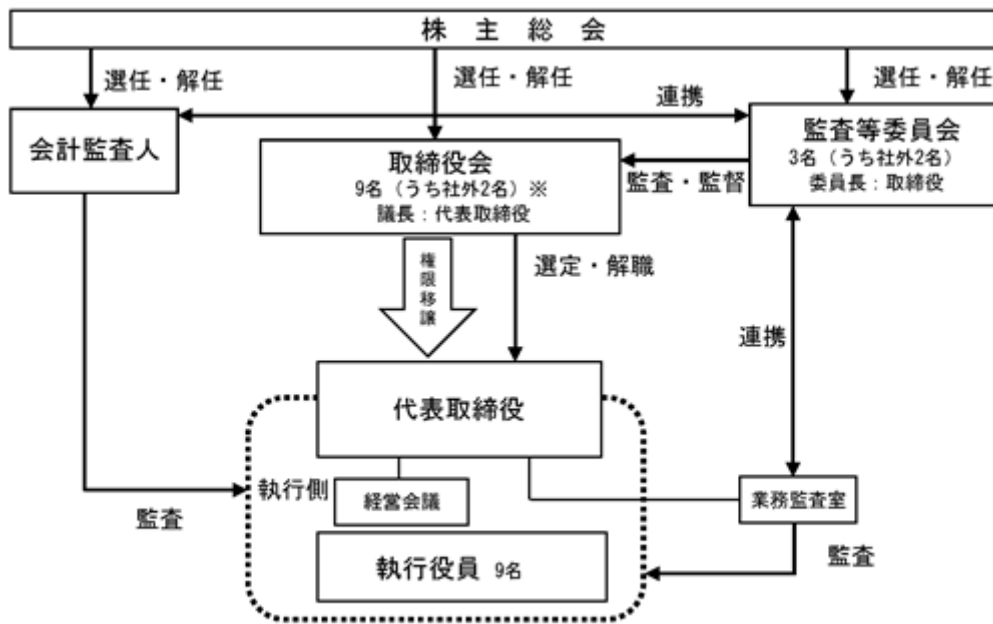 株 主 総 会
選任・解任
選任・解任
選任・解任
連携
会計監査人
監査等委員会
3名（うち社外2名）
委員長：取締役
取締役会
9名（うち社外2名）※
議長：代表取締役
監査・監督
権限移譲
選定・解職
連携
代表取締役
執行側
経営会議
業務監査室
監査
執行役員 9名
監査